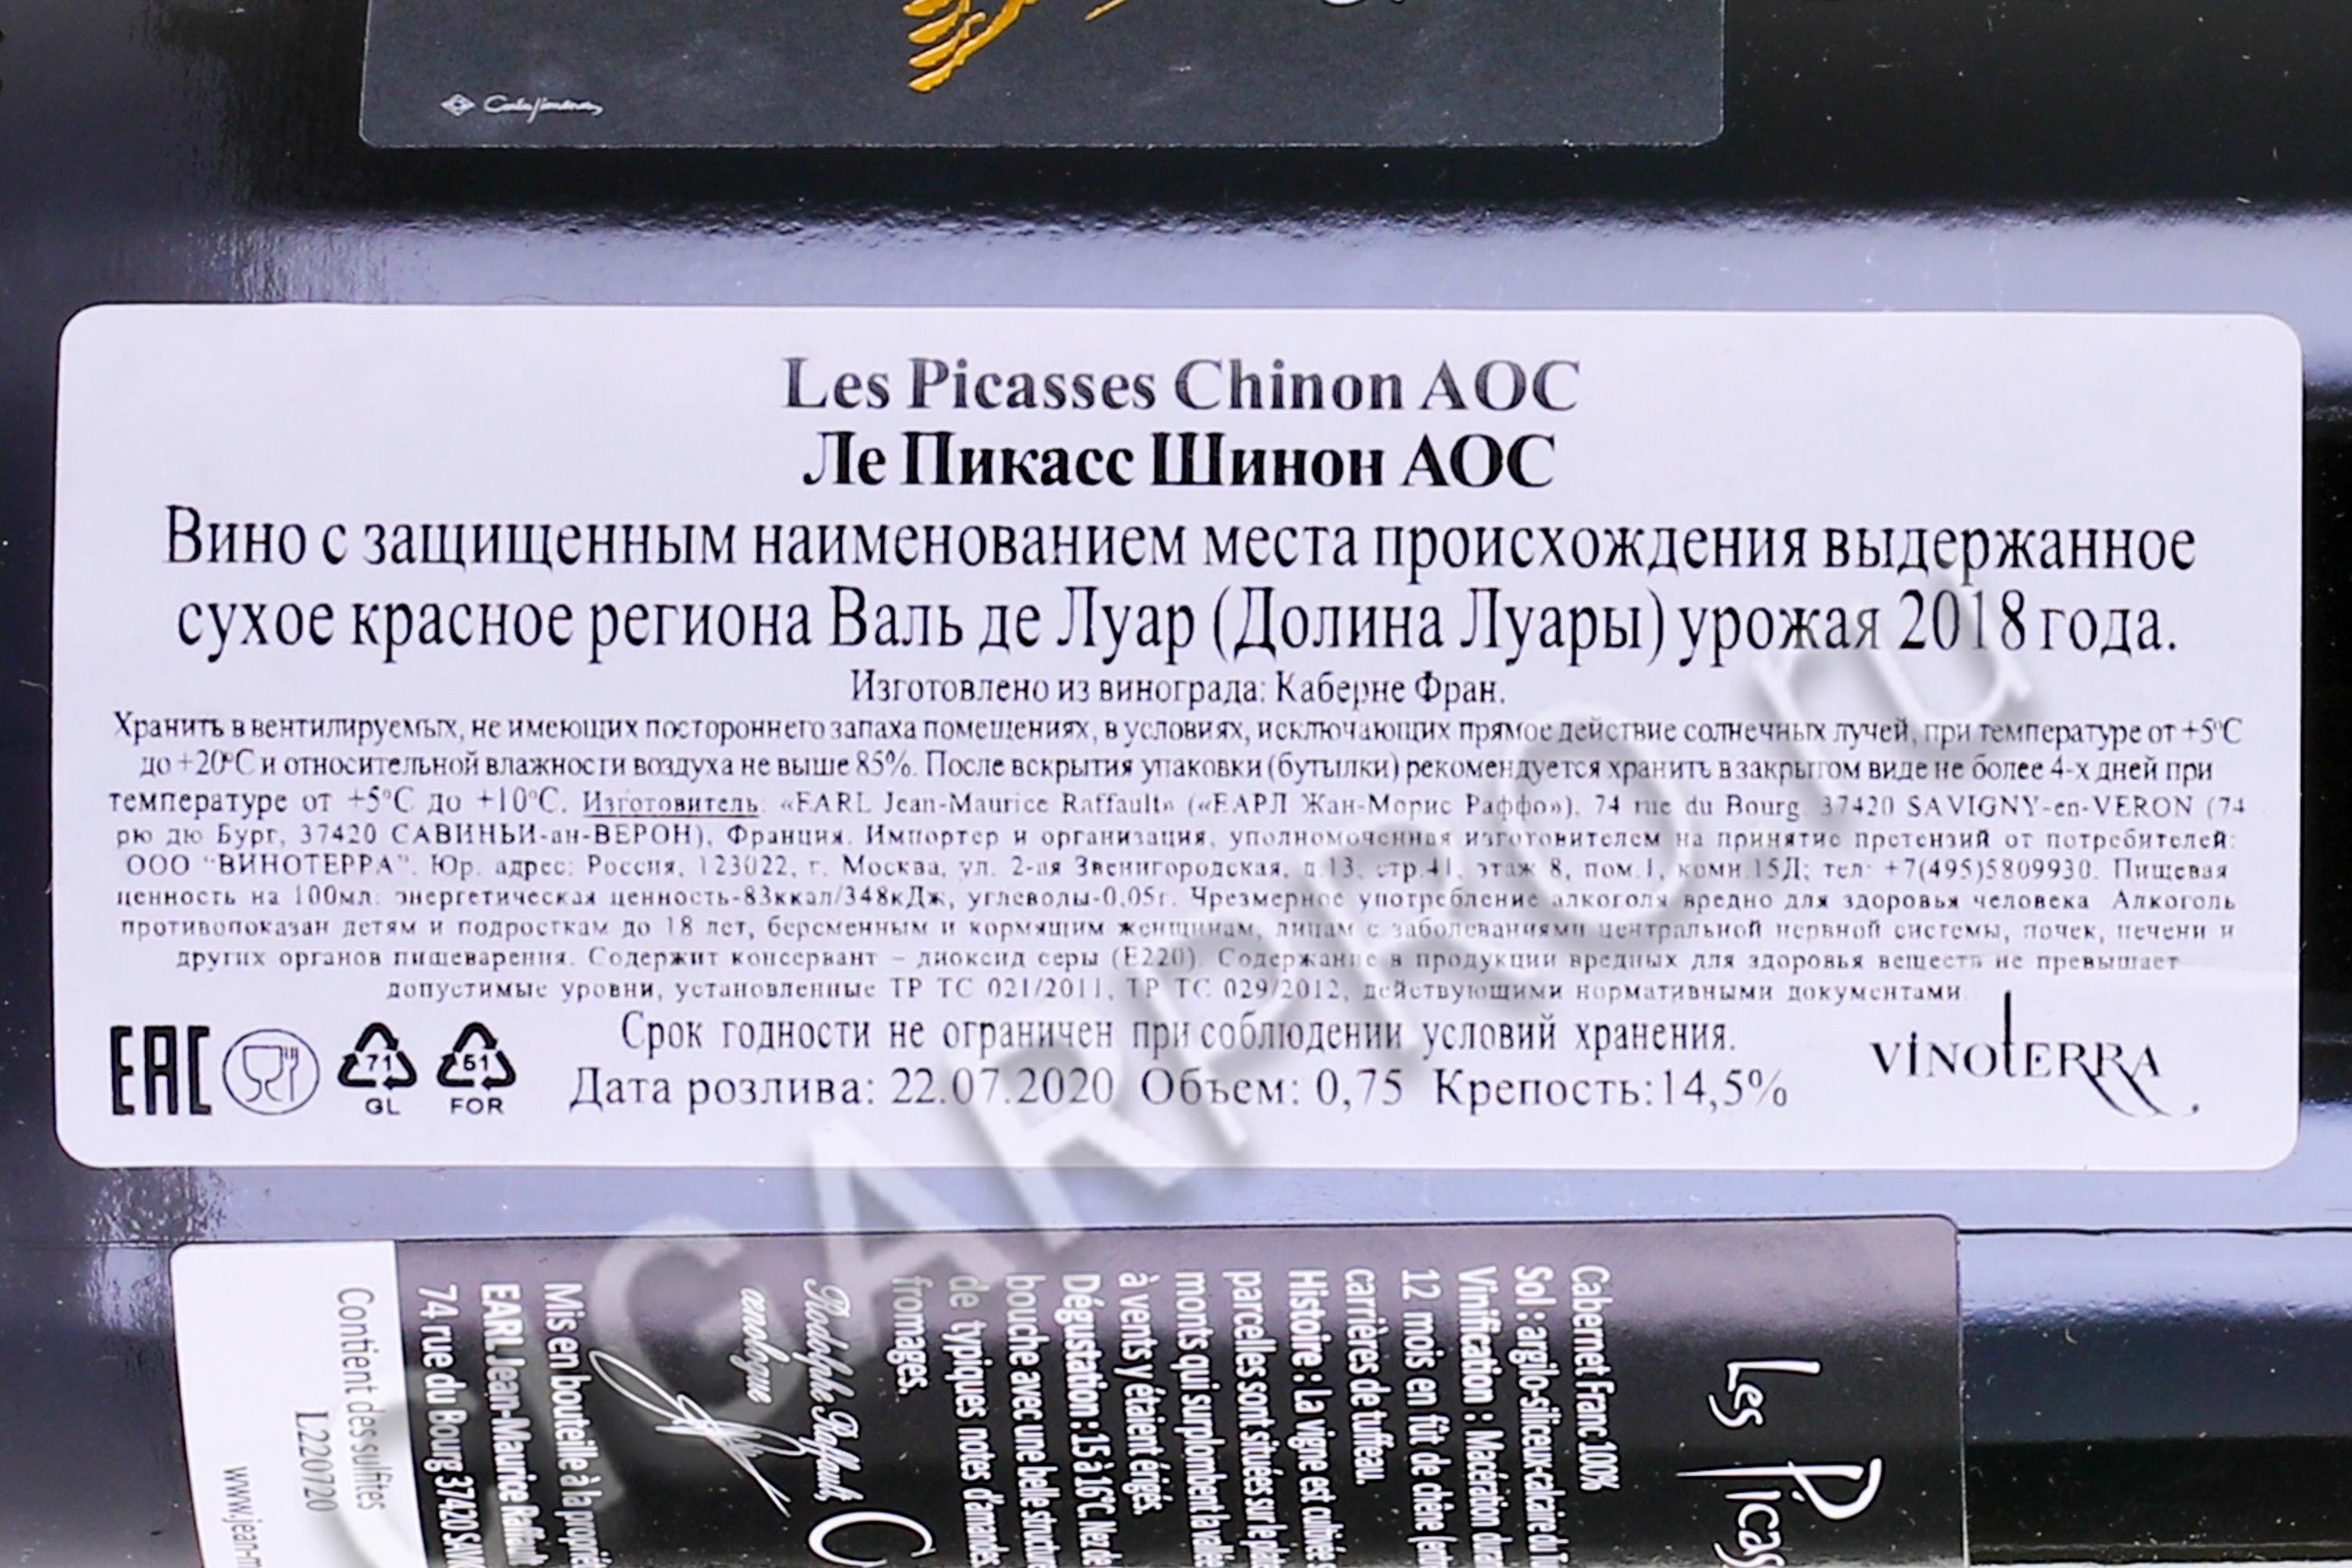 Les Picasses Chinon AOC
Ле Пикасс Шинон АОС
Вино с защищенным наименованием места происхождения выдержанное
сухое красное региона Валь де Луар (Долина Луары) урожая 2018 года.
Изготовлено из винограда: Каберне Фран.
Хранить в вентилируемых, не имеющих постороннего запаха помещениях, в условиях, исключающих прямое действие солнечных лучей, при температуре от +5°С
до +20°С и относительной влажности воздуха не выше 85%. После вскрытия упаковки (бутылки) рекомендуется хранить в закрытом виде не более 4-х дней при
температуре от +5°С до +10°С. Изготовитель: «EARL Jean-Maurice Raffault» («ЕАРЛ Жан-Морис Раффо»), 74 rue du Bourg 37420 SAVIGNY-en-VERON (74
рю дю Бург, 37420 САВИНЬИ-ан-ВЕРОН), Франция. Импортер и организация, уполномоченная изготовителем на принятие претензий от потребителей:
ООО "ВИНОТЕРРА". Юр. адрес: Россия, 123022, г. Москва, ул. 2-ая Звенигородская, д.13, стр.41, этаж 8, пом.I, комн.15Д; тел: +7(495)5809930. Пищевая
ценность на 100мл: энергетическая ценность-83ккал/348кДж, углеводы-0,05г. Чрезмерное употребление алкоголя вредно для здоровья человека Алкоголь
противопоказан детям и подросткам до 18 лет, беременным и кормящим женщинам, лицам с заболеваниями центральной нервной системы, почек, печени и
других органов пищеварения. Содержит консервант – диоксид серы (Е220). Содержание в продукции вредных для здоровья веществ не превышает
допустимые уровни, установленные ТР ТС 021/2011, ТР ТС 029/2012, действующими нормативными документами
Срок годности не ограничен при соблюдении условий хранения.
Дата розлива: 22.07.2020 Объем: 0,75 Крепость:14,5%
EAC
71
GL
FOR
VINOTERRA
Les Picas
Cabernet Franc 100%
Sol : argilo-siliceux-calcaire
Vinification : Macération
12 mois en fût de chêne
carrières de tuffeau.
Histoire : La vigne est cultivée
parcelles sont situées sur le
monts qui surplombent la
à vents y étaient érigés.
Dégustation : 15 à 16°C. Nez de
bouche avec une belle
de typiques notes
fromages.
Rodolphe Raffault,
œnologue
Mis en bouteille à la
EARL Jean-Maurice
74 rue du Bourg 37420
Contient des sulfites
L220720
www.jean-m
CIGARPRO.ru